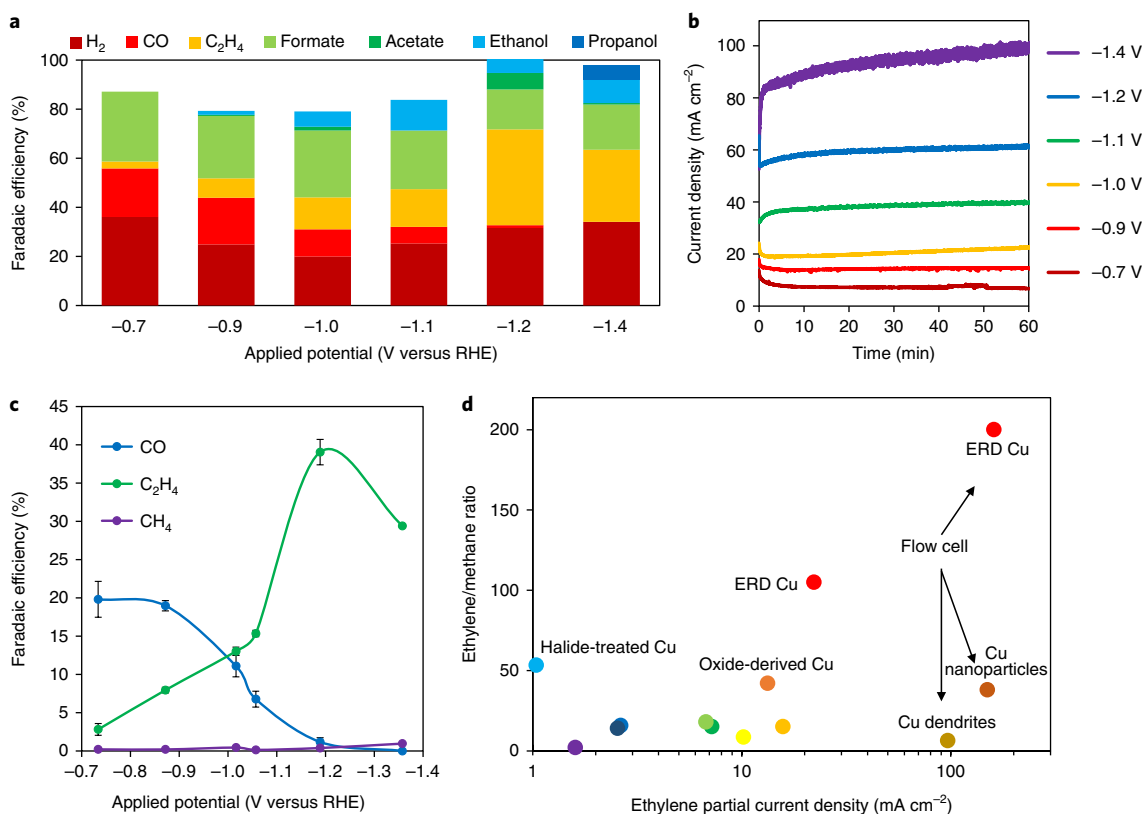 a
H₂ CO C₂H₄ Formate Acetate Ethanol Propanol
Faradaic efficiency (%)
100
80
60
40
20
0
–0.7 –0.9 –1.0 –1.1 –1.2 –1.4
Applied potential (V versus RHE)
b
Current density (mA cm⁻²)
100
80
60
40
20
0
0 10 20 30 40 50 60
Time (min)
–1.4 V
–1.2 V
–1.1 V
–1.0 V
–0.9 V
–0.7 V
c
Faradaic efficiency (%)
45
40
35
30
25
20
15
10
5
0
CO
C₂H₄
CH₄
–0.7 –0.8 –0.9 –1.0 –1.1 –1.2 –1.3 –1.4
Applied potential (V versus RHE)
d
Ethylene/methane ratio
200
150
100
50
0
ERD Cu
Flow cell
ERD Cu
Halide-treated Cu
Oxide-derived Cu
Cu
nanoparticles
Cu dendrites
1 10 100
Ethylene partial current density (mA cm⁻²)